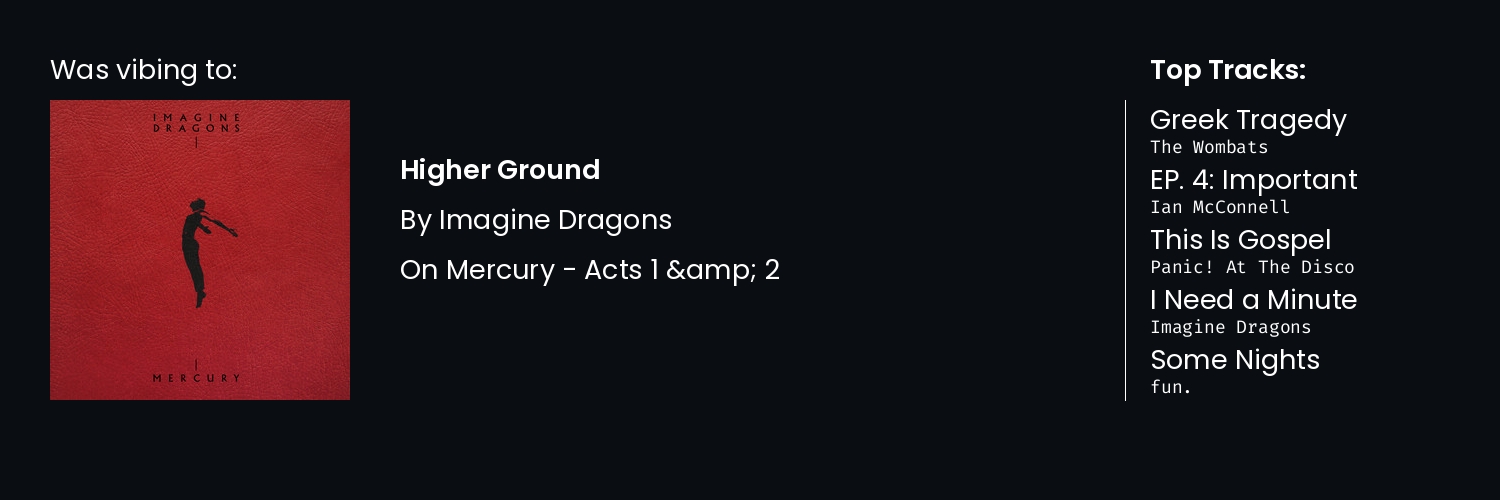 Was vibing to:
IMAGINE
DRAGONS
MERCURY
Higher Ground
By Imagine Dragons
On Mercury - Acts 1 &amp; 2
Top Tracks:
Greek Tragedy
The Wombats
EP. 4: Important
Ian McConnell
This Is Gospel
Panic! At The Disco
I Need a Minute
Imagine Dragons
Some Nights
fun.